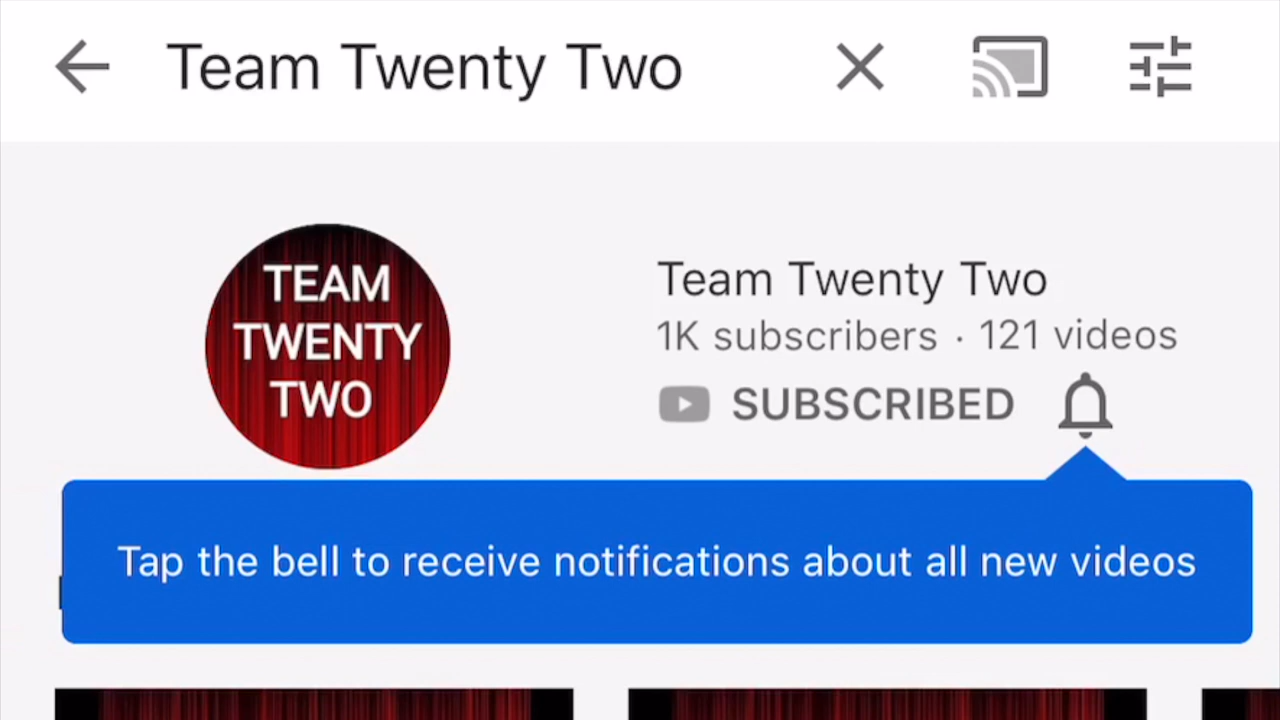 Team Twenty Two
TEAM
TWENTY
TWO
Team Twenty Two
1K subscribers · 121 videos
SUBSCRIBED
Tap the bell to receive notifications about all new videos